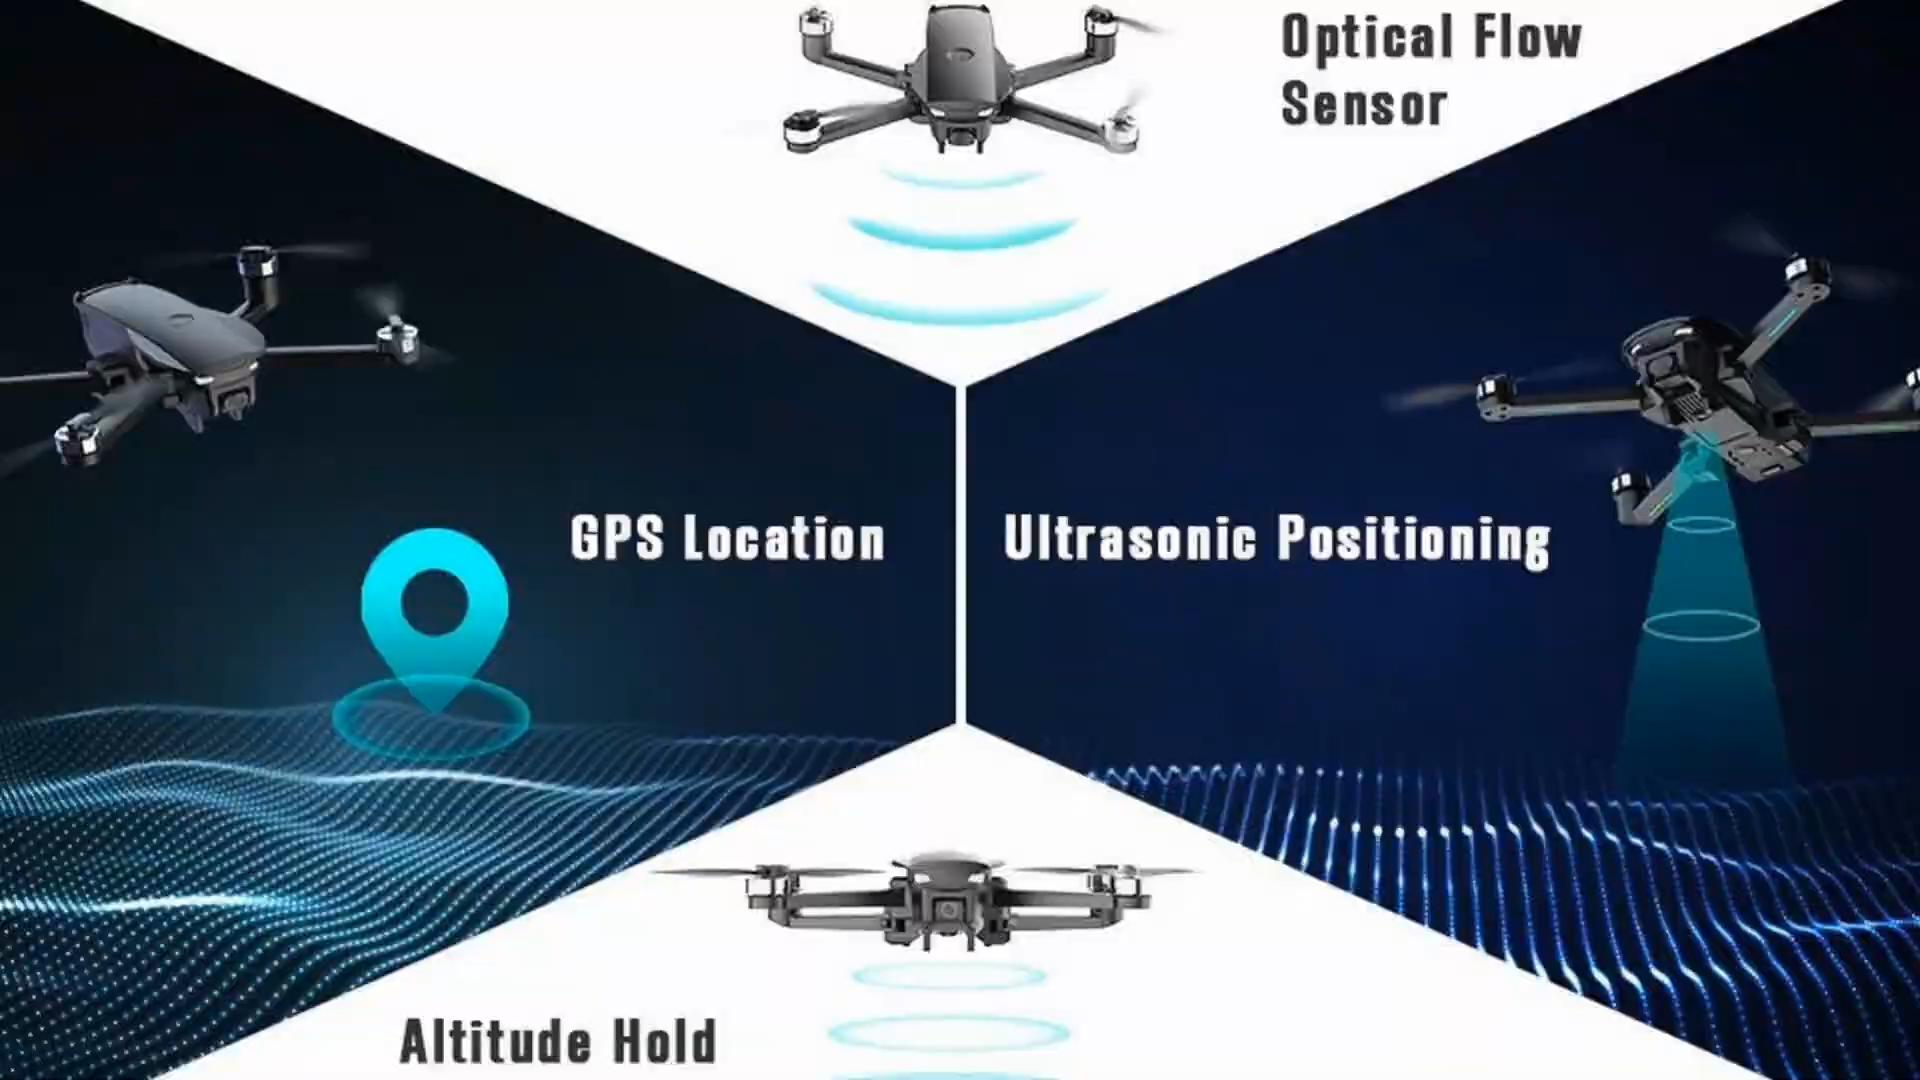 Optical Flow
Sensor
GPS Location
Ultrasonic Positioning
Altitude Hold